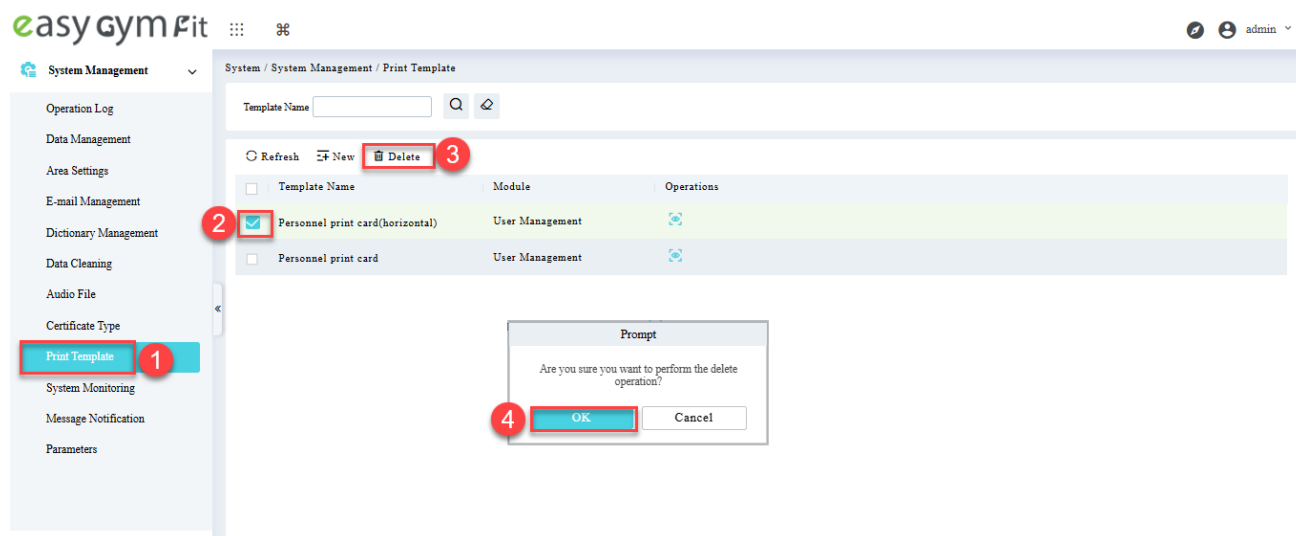 easy Gym Fit
admin
System Management
System / System Management / Print Template
Operation Log
Data Management
Area Settings
E-mail Management
Dictionary Management
Data Cleaning
Audio File
Certificate Type
Print Template 1
System Monitoring
Message Notification
Parameters
Template Name
Refresh New Delete 3
Template Name Module Operations
2 Personnel print card(horizontal) User Management
Personnel print card User Management
Prompt
Are you sure you want to perform the delete
operation?
4 OK Cancel